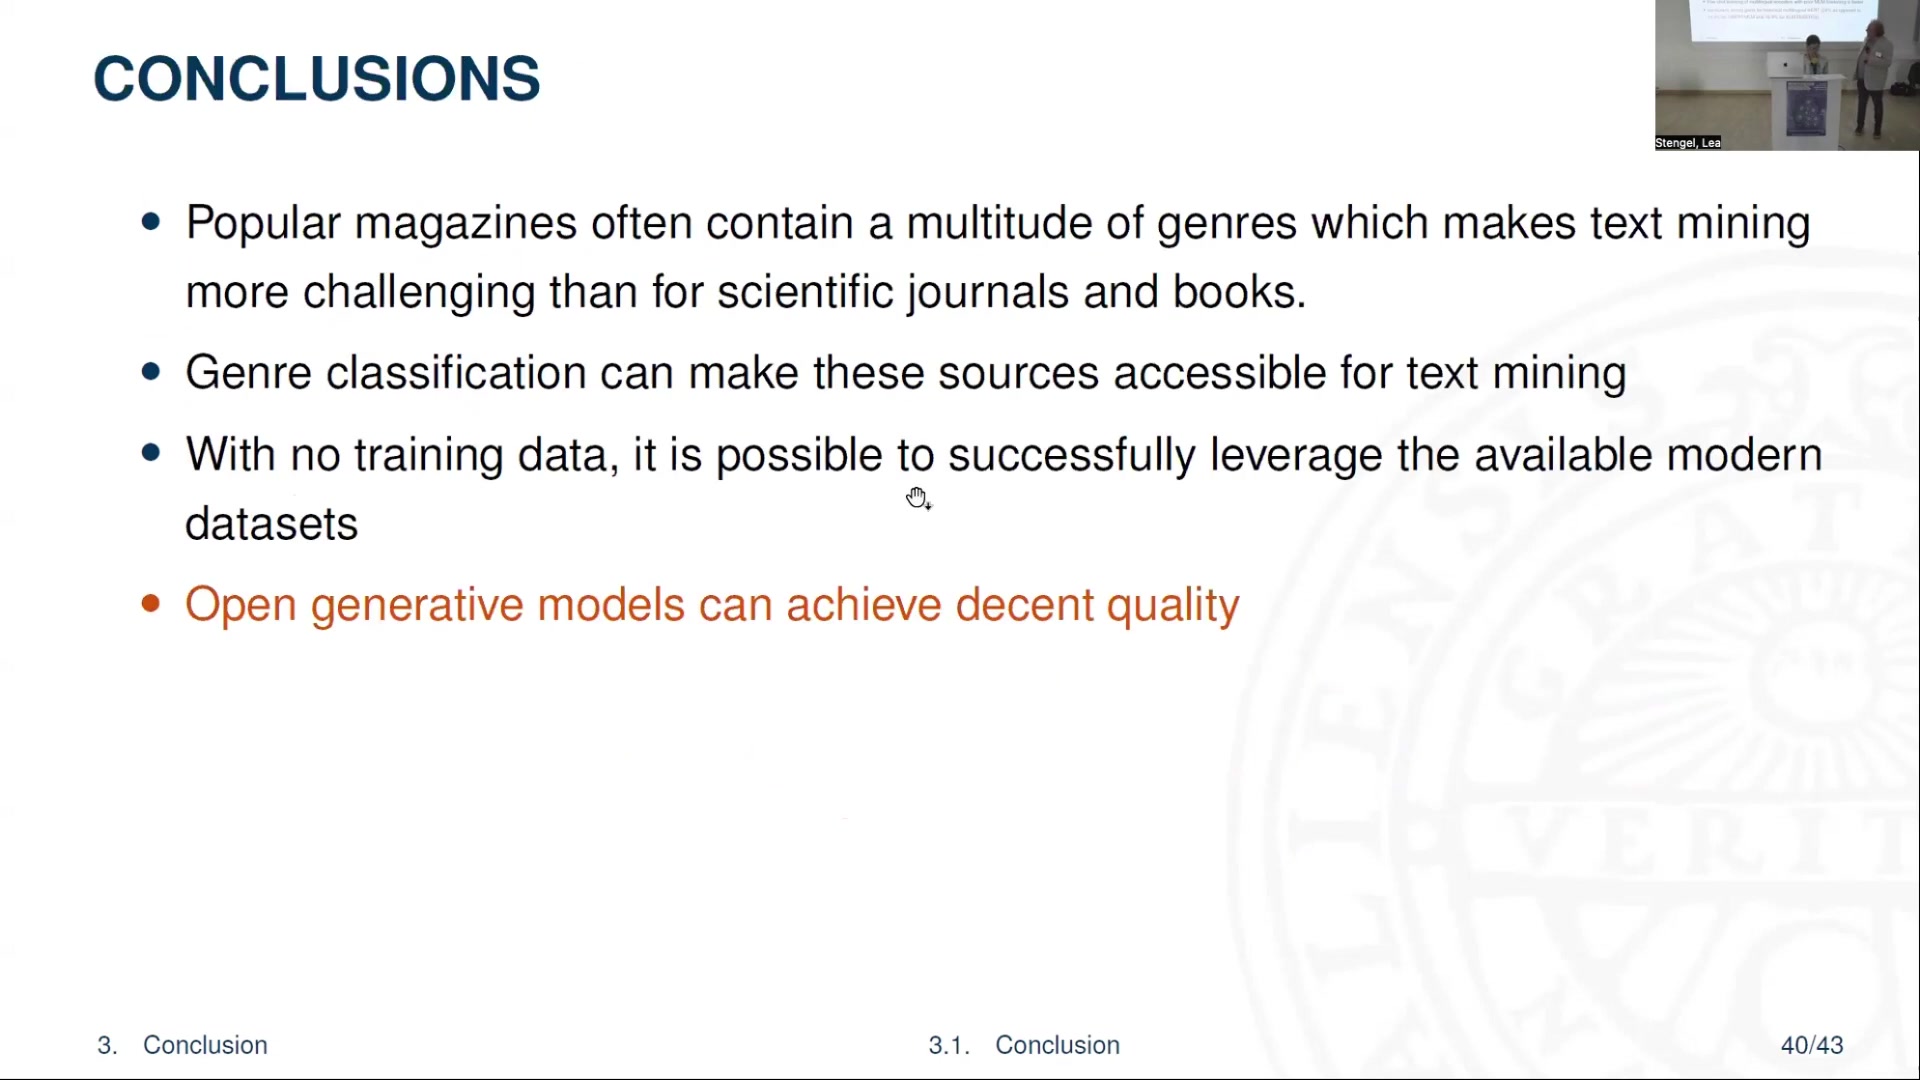 CONCLUSIONS
Stengel, Lea
Popular magazines often contain a multitude of genres which makes text mining
more challenging than for scientific journals and books.
Genre classification can make these sources accessible for text mining
With no training data, it is possible to successfully leverage the available modern
datasets
Open generative models can achieve decent quality
3. Conclusion
3.1. Conclusion
40/43